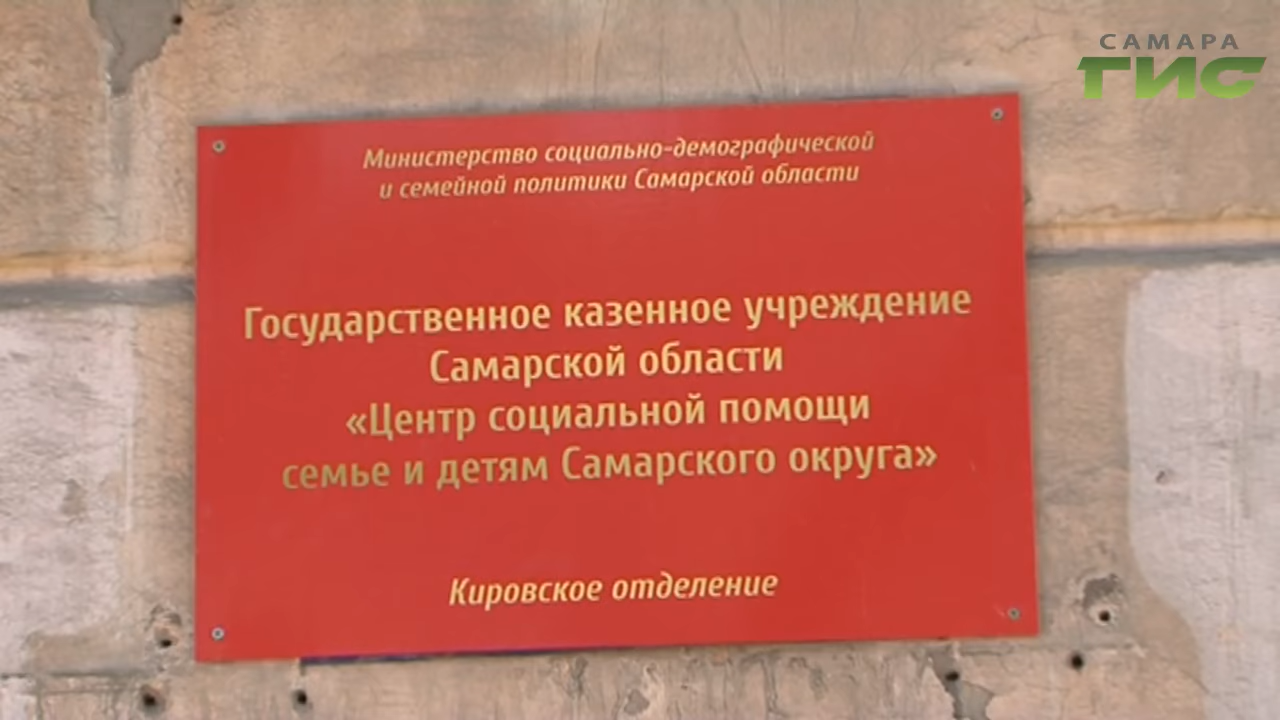 САМАРА
ГИС
Министерство социально-демографической
и семейной политики Самарской области
Государственное казенное учреждение
Самарской области
«Центр социальной помощи
семье и детям Самарского округа»
Кировское отделение